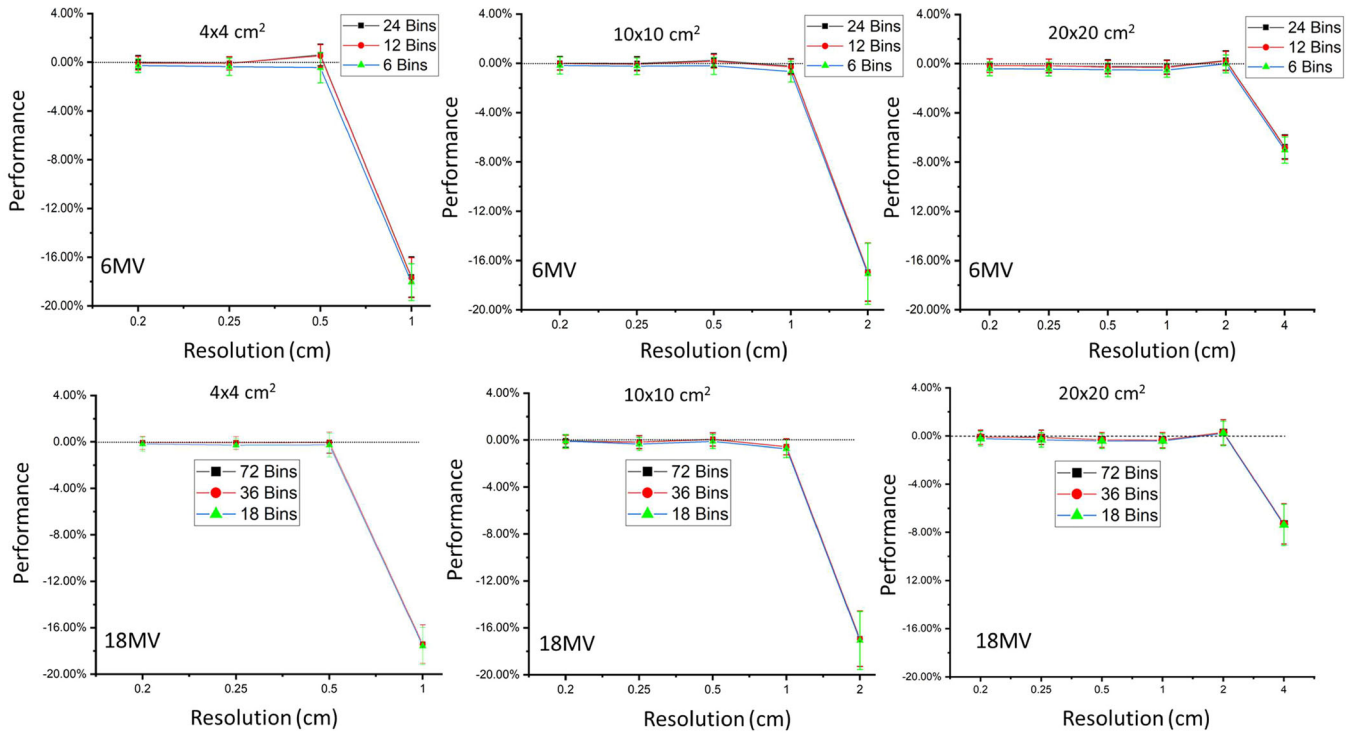 4x4 cm²
24 Bins
12 Bins
6 Bins
4.00%
0.00%
-4.00%
-8.00%
-12.00%
-16.00%
-20.00%
Performance
6MV
0.2 0.25 0.5 1
Resolution (cm)
10x10 cm²
24 Bins
12 Bins
6 Bins
4.00%
0.00%
-4.00%
-8.00%
-12.00%
-16.00%
-20.00%
Performance
6MV
0.2 0.25 0.5 1 2
Resolution (cm)
20x20 cm²
24 Bins
12 Bins
6 Bins
4.00%
0.00%
-4.00%
-8.00%
-12.00%
-16.00%
-20.00%
Performance
6MV
0.2 0.25 0.5 1 2 4
Resolution (cm)
4x4 cm²
72 Bins
36 Bins
18 Bins
4.00%
0.00%
-4.00%
-8.00%
-12.00%
-16.00%
-20.00%
Performance
18MV
0.2 0.25 0.5 1
Resolution (cm)
10x10 cm²
72 Bins
36 Bins
18 Bins
4.00%
0.00%
-4.00%
-8.00%
-12.00%
-16.00%
-20.00%
Performance
18MV
0.2 0.25 0.5 1 2
Resolution (cm)
20x20 cm²
72 Bins
36 Bins
18 Bins
4.00%
0.00%
-4.00%
-8.00%
-12.00%
-16.00%
-20.00%
Performance
18MV
0.2 0.25 0.5 1 2 4
Resolution (cm)